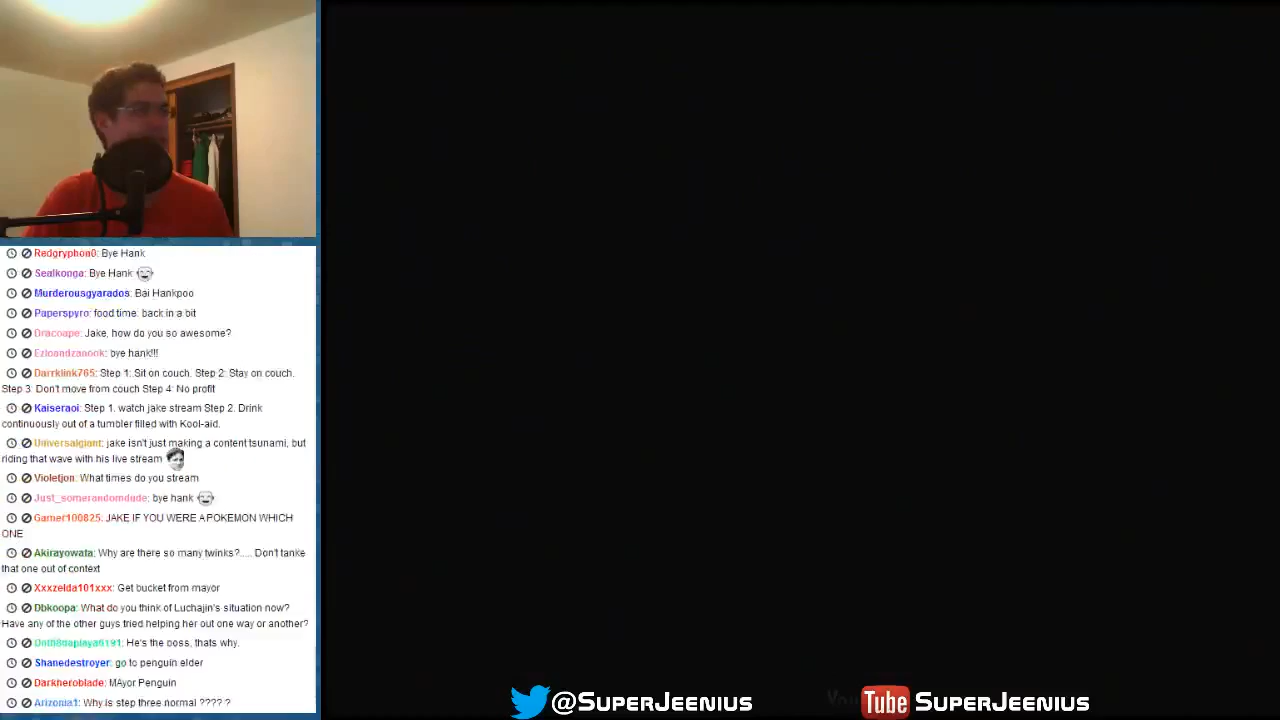 Redgryphon0: Bye Hank
Sealkonga: Bye Hank
Murderousgyarados: Bai Hankpoo
Paperspyro: food time. back in a bit
Dracoape: Jake, how do you so awesome?
Ezioandzanook: bye hank!!!
Darrklink765: Step 1: Sit on couch. Step 2: Stay on couch.
Step 3: Don't move from couch Step 4: No profit
Kaiseraoi: Step 1. watch jake stream Step 2. Drink
continuously out of a tumbler filled with Kool-aid.
Universalgiant: jake isn't just making a content tsunami, but
riding that wave with his live stream
Violetjon: What times do you stream
Just_somerandomdude: bye hank
Gamer100825: JAKE IF YOU WERE A POKEMON WHICH
ONE
Akirayowata: Why are there so many twinks?..... Don't tanke
that one out of context
Xxxzelda101xxx: Get bucket from mayor
Dbkoopa: What do you think of Luchajin's situation now?
Have any of the other guys tried helping her out one way or another?
He's the boss, thats why.
Shanedestroyer: go to penguin elder
Darkheroblade: MAyor Penguin
Arizonia1: Why is step three normal ???? ?
@SuperJeenius
You Tube SuperJeenius